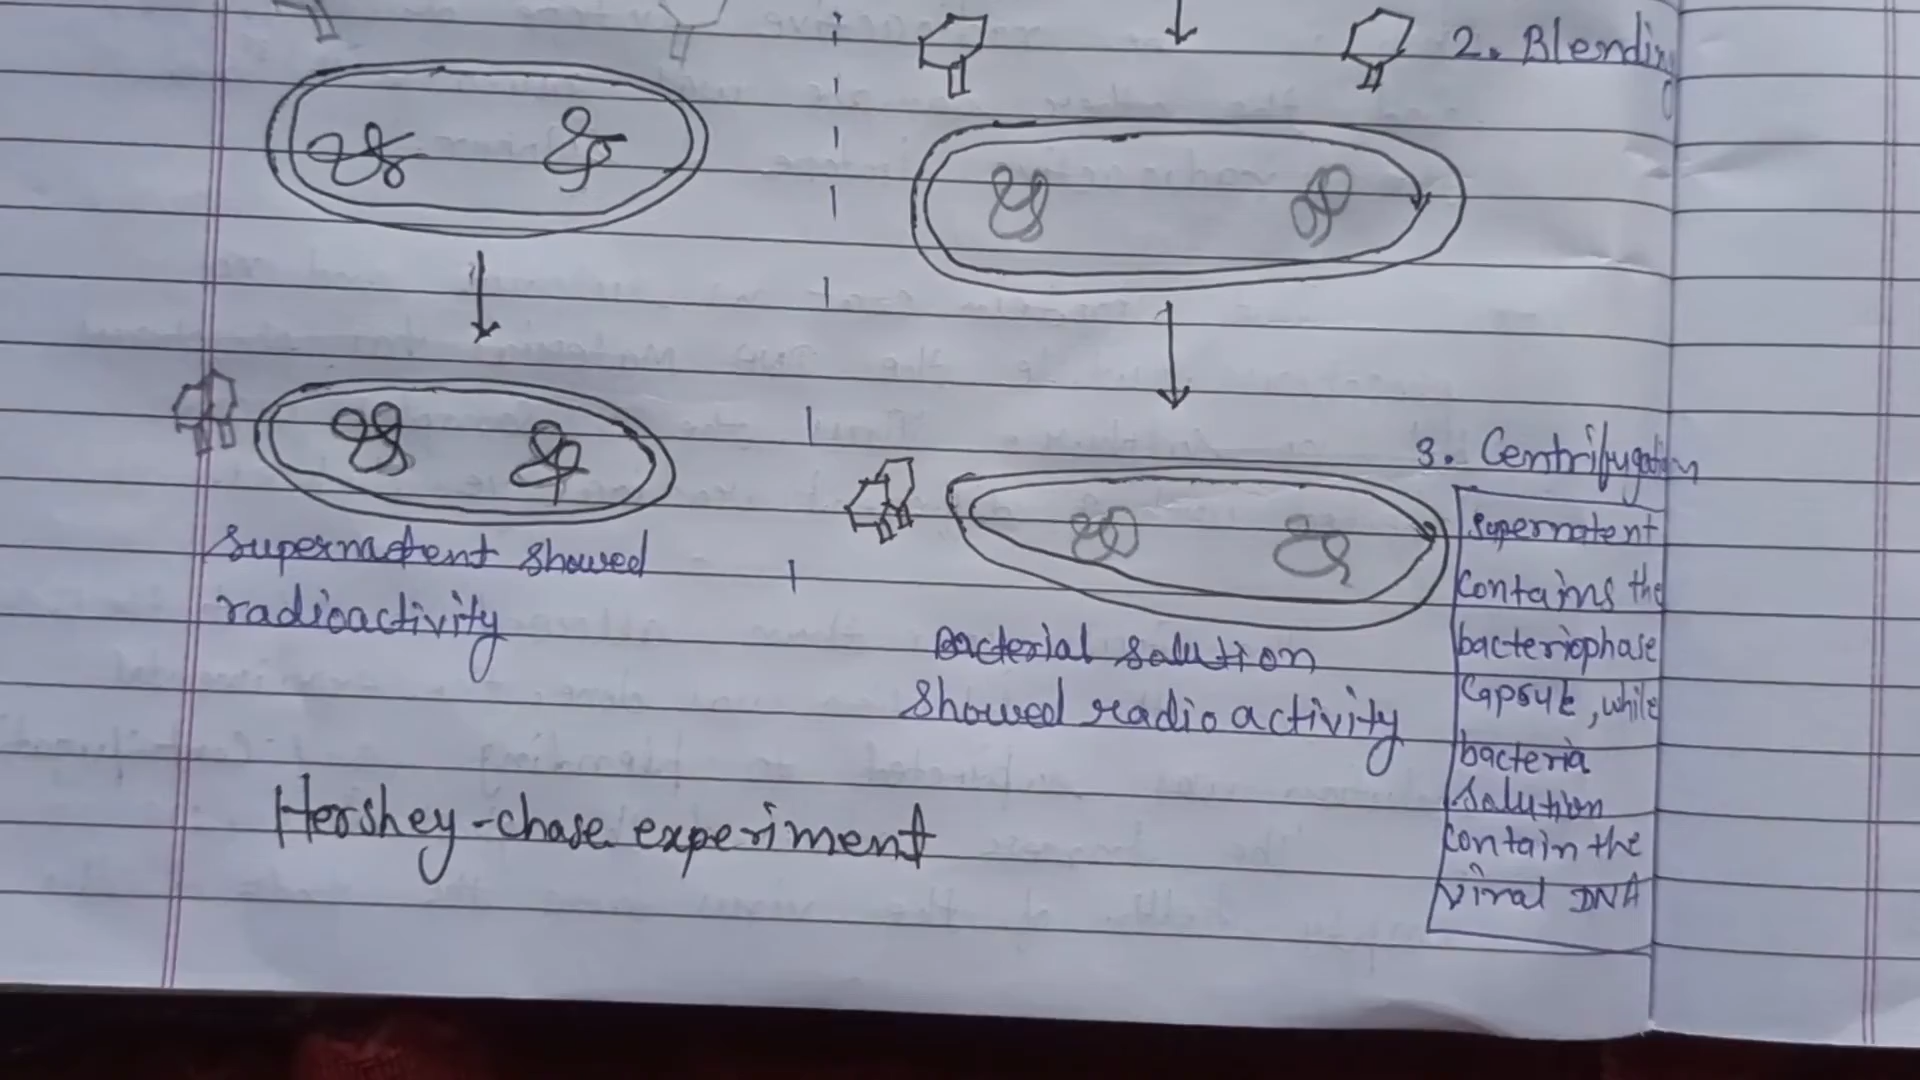 2. Blending
3. Centrifugation
Supernatent showed
radioactivity
Bacterial solution
showed radioactivity
supernatent
contains the
bacteriophase
Capsule, while
bacteria
solution
contain the
viral DNA
Hershey-chase experiment